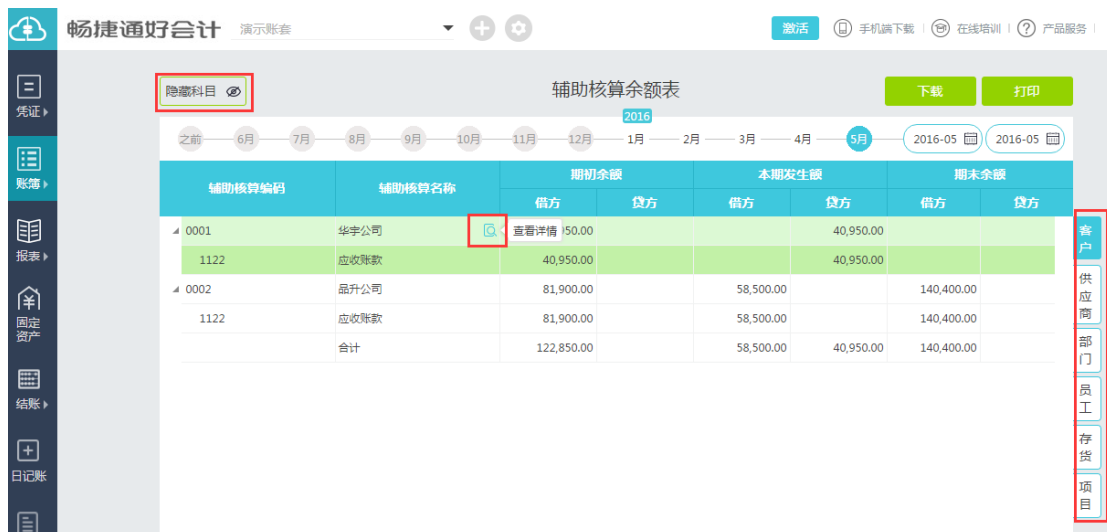 畅捷通好会计 演示账套 激活 手机端下载 在线培训 产品服务
隐藏科目 辅助核算余额表 下载 打印
2016
之前 6月 7月 8月 9月 10月 11月 12月 1月 2月 3月 4月 5月 2016-05 2016-05
辅助核算编码 辅助核算名称 期初余额 本期发生额 期末余额
借方 贷方 借方 贷方 借方 贷方
0001 华宇公司 查看详情 950.00 40,950.00
1122 应收账款 40,950.00 40,950.00
0002 品升公司 81,900.00 58,500.00 140,400.00
1122 应收账款 81,900.00 58,500.00 140,400.00
合计 122,850.00 58,500.00 40,950.00 140,400.00
凭证
账簿
报表
固定
资产
结账
日记账
客户
供应商
部门
员工
存货
项目